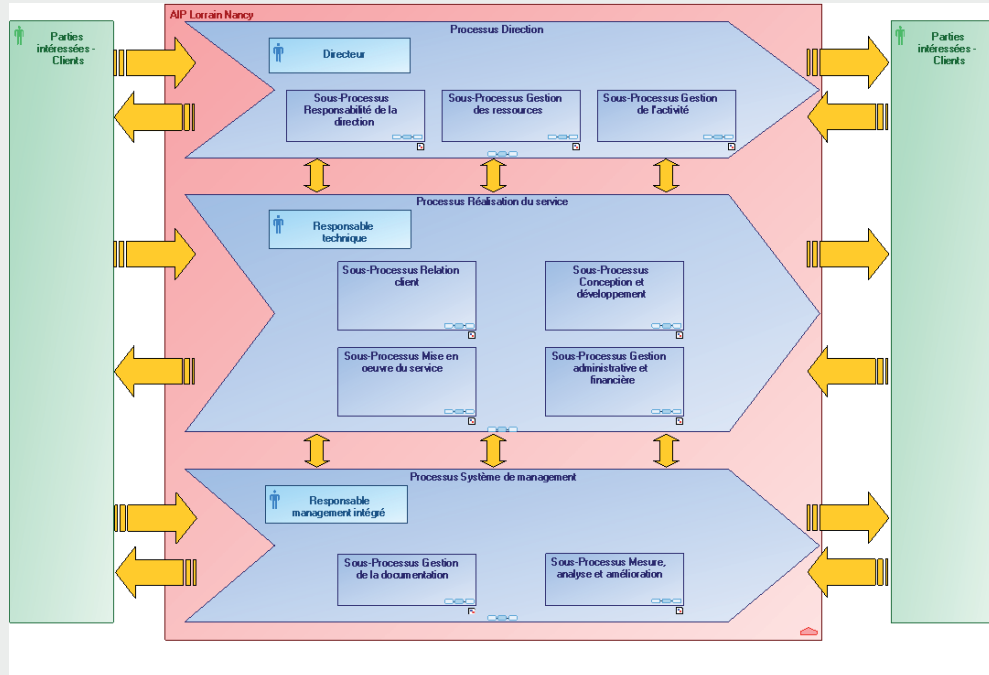 Parties
intéressées -
Clients
AIP Lorrain Nancy
Processus Direction
Directeur
Sous-Processus
Responsabilité de la
direction
Sous-Processus Gestion
des ressources
Sous-Processus Gestion
de l'activité
Processus Réalisation du service
Responsable
technique
Sous-Processus Relation
client
Sous-Processus
Conception et
développement
Sous-Processus Mise en
oeuvre du service
Sous-Processus Gestion
administrative et
financière
Processus Système de management
Responsable
management intégré
Sous-Processus Gestion
de la documentation
Sous-Processus Mesure,
analyse et amélioration
Parties
intéressées -
Clients